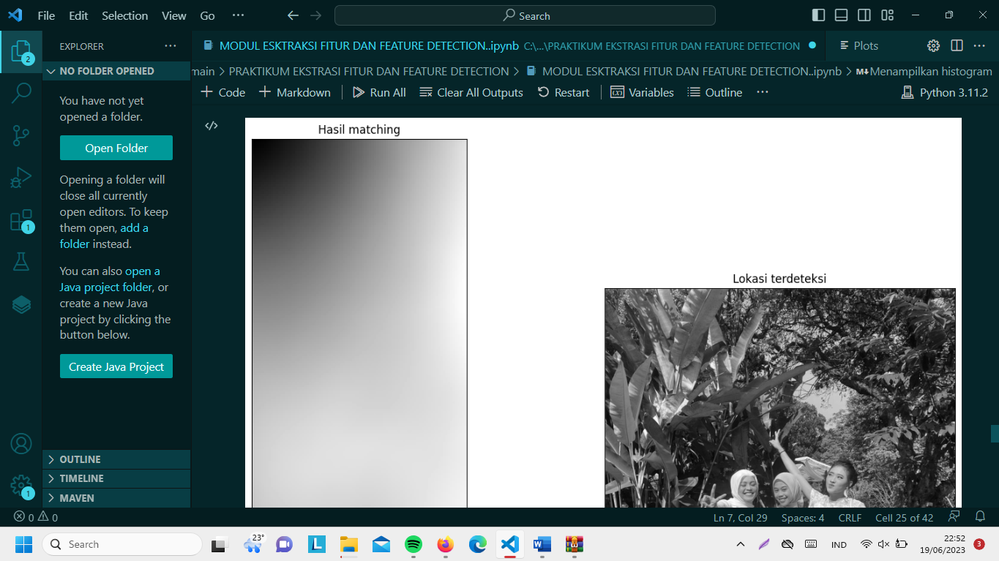 File Edit Selection View Go ···
Search
EXPLORER ···
MODUL ESKTRAKSI FITUR DAN FEATURE DETECTION..ipynb C:\...\PRAKTIKUM EKSTRASI FITUR DAN FEATURE DETECTION
Plots ···
NO FOLDER OPENED
main > PRAKTIKUM EKSTRASI FITUR DAN FEATURE DETECTION > MODUL ESKTRAKSI FITUR DAN FEATURE DETECTION..ipynb > M↓Menampilkan histogram
+ Code + Markdown Run All Clear All Outputs Restart Variables Outline ··· Python 3.11.2
You have not yet
opened a folder.
Open Folder
Opening a folder will
close all currently
open editors. To keep
them open, add a
folder instead.
You can also open a
Java project folder, or
create a new Java
project by clicking the
button below.
Create Java Project
2
1
1
Hasil matching
Lokasi terdeteksi
OUTLINE
TIMELINE
MAVEN
0 0
Ln 7, Col 29 Spaces: 4 CRLF Cell 25 of 42
Search
23°
L
W
IND
22:52
19/06/2023
3